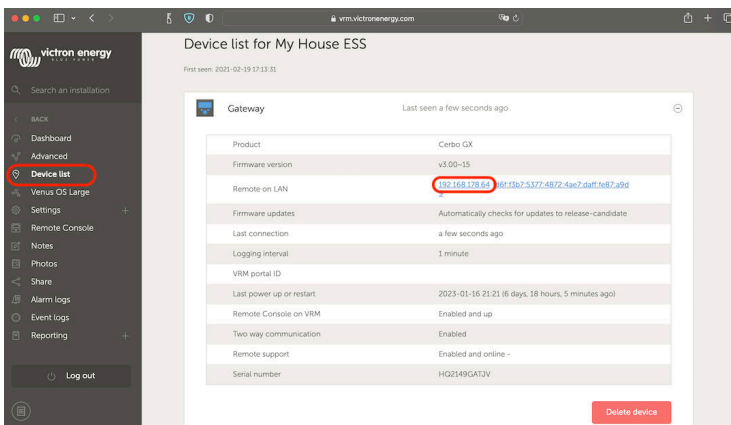 vrm.victronenergy.com
victron energy
BLUE POWER
Search an installation
BACK
Dashboard
Advanced
Device list
Venus OS Large
Settings
Remote Console
Notes
Photos
Share
Alarm logs
Event logs
Reporting
Log out
Device list for My House ESS
First seen: 2021-02-19 17:13:31
Gateway Last seen a few seconds ago
Product Cerbo GX
Firmware version v3.00~15
Remote on LAN 192.168.178.64
Firmware updates Automatically checks for updates to release-candidate
Last connection a few seconds ago
Logging interval 1 minute
VRM portal ID
Last power up or restart 2023-01-16 21:21 (6 days, 18 hours, 5 minutes ago)
Remote Console on VRM Enabled and up
Two way communication Enabled
Remote support Enabled and online -
Serial number HQ2149GATJV
Delete device